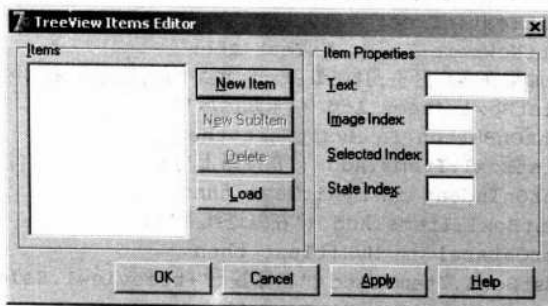 TreeView Items Editor
Items
New Item
New SubItem
Delete
Load
Item Properties
Text:
Image Index:
Selected Index:
State Index:
OK
Cancel
Apply
Help